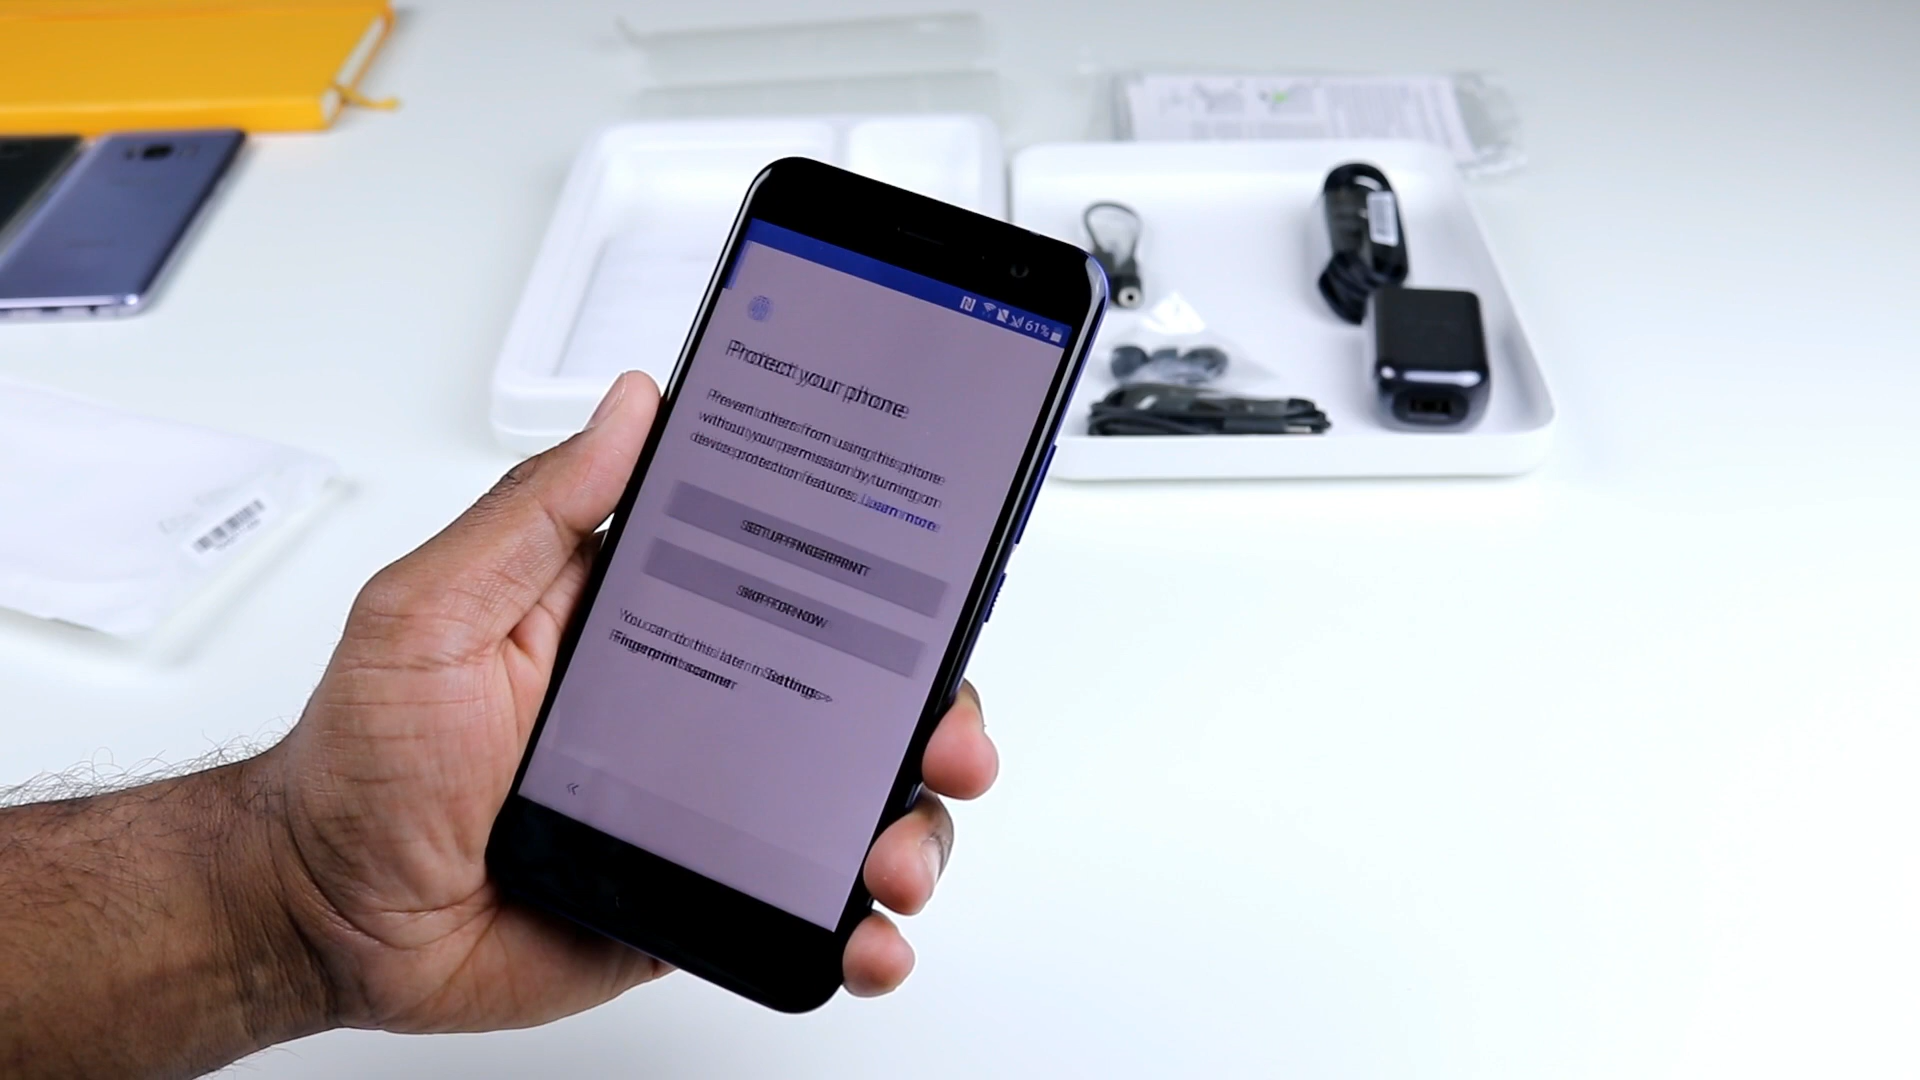 61%
Protect your phone
Prevent others from using this phone
without your permission by turning on
device protection features. Learn more
SET UP FINGERPRINT
SKIP FOR NOW
You can do this later in Settings >
Fingerprint scanner